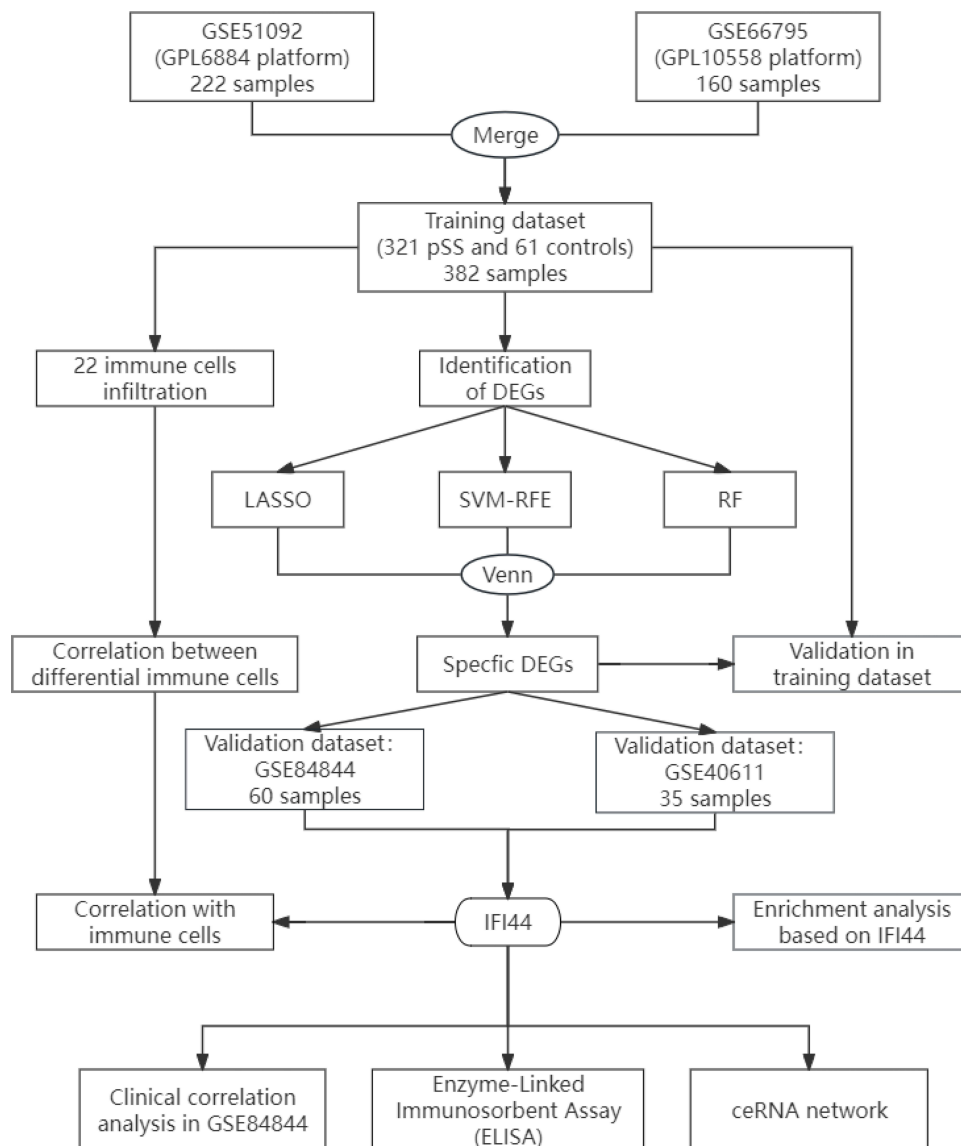 GSE51092
(GPL6884 platform)
222 samples
GSE66795
(GPL10558 platform)
160 samples
Merge
Training dataset
(321 pSS and 61 controls)
382 samples
22 immune cells
infiltration
Identification
of DEGs
LASSO
SVM-RFE
RF
Venn
Correlation between
differential immune cells
Specfic DEGs
Validation in
training dataset
Validation dataset:
GSE84844
60 samples
Validation dataset:
GSE40611
35 samples
Correlation with
immune cells
IFI44
Enrichment analysis
based on IFI44
Clinical correlation
analysis in GSE84844
Enzyme-Linked
Immunosorbent Assay
(ELISA)
ceRNA network